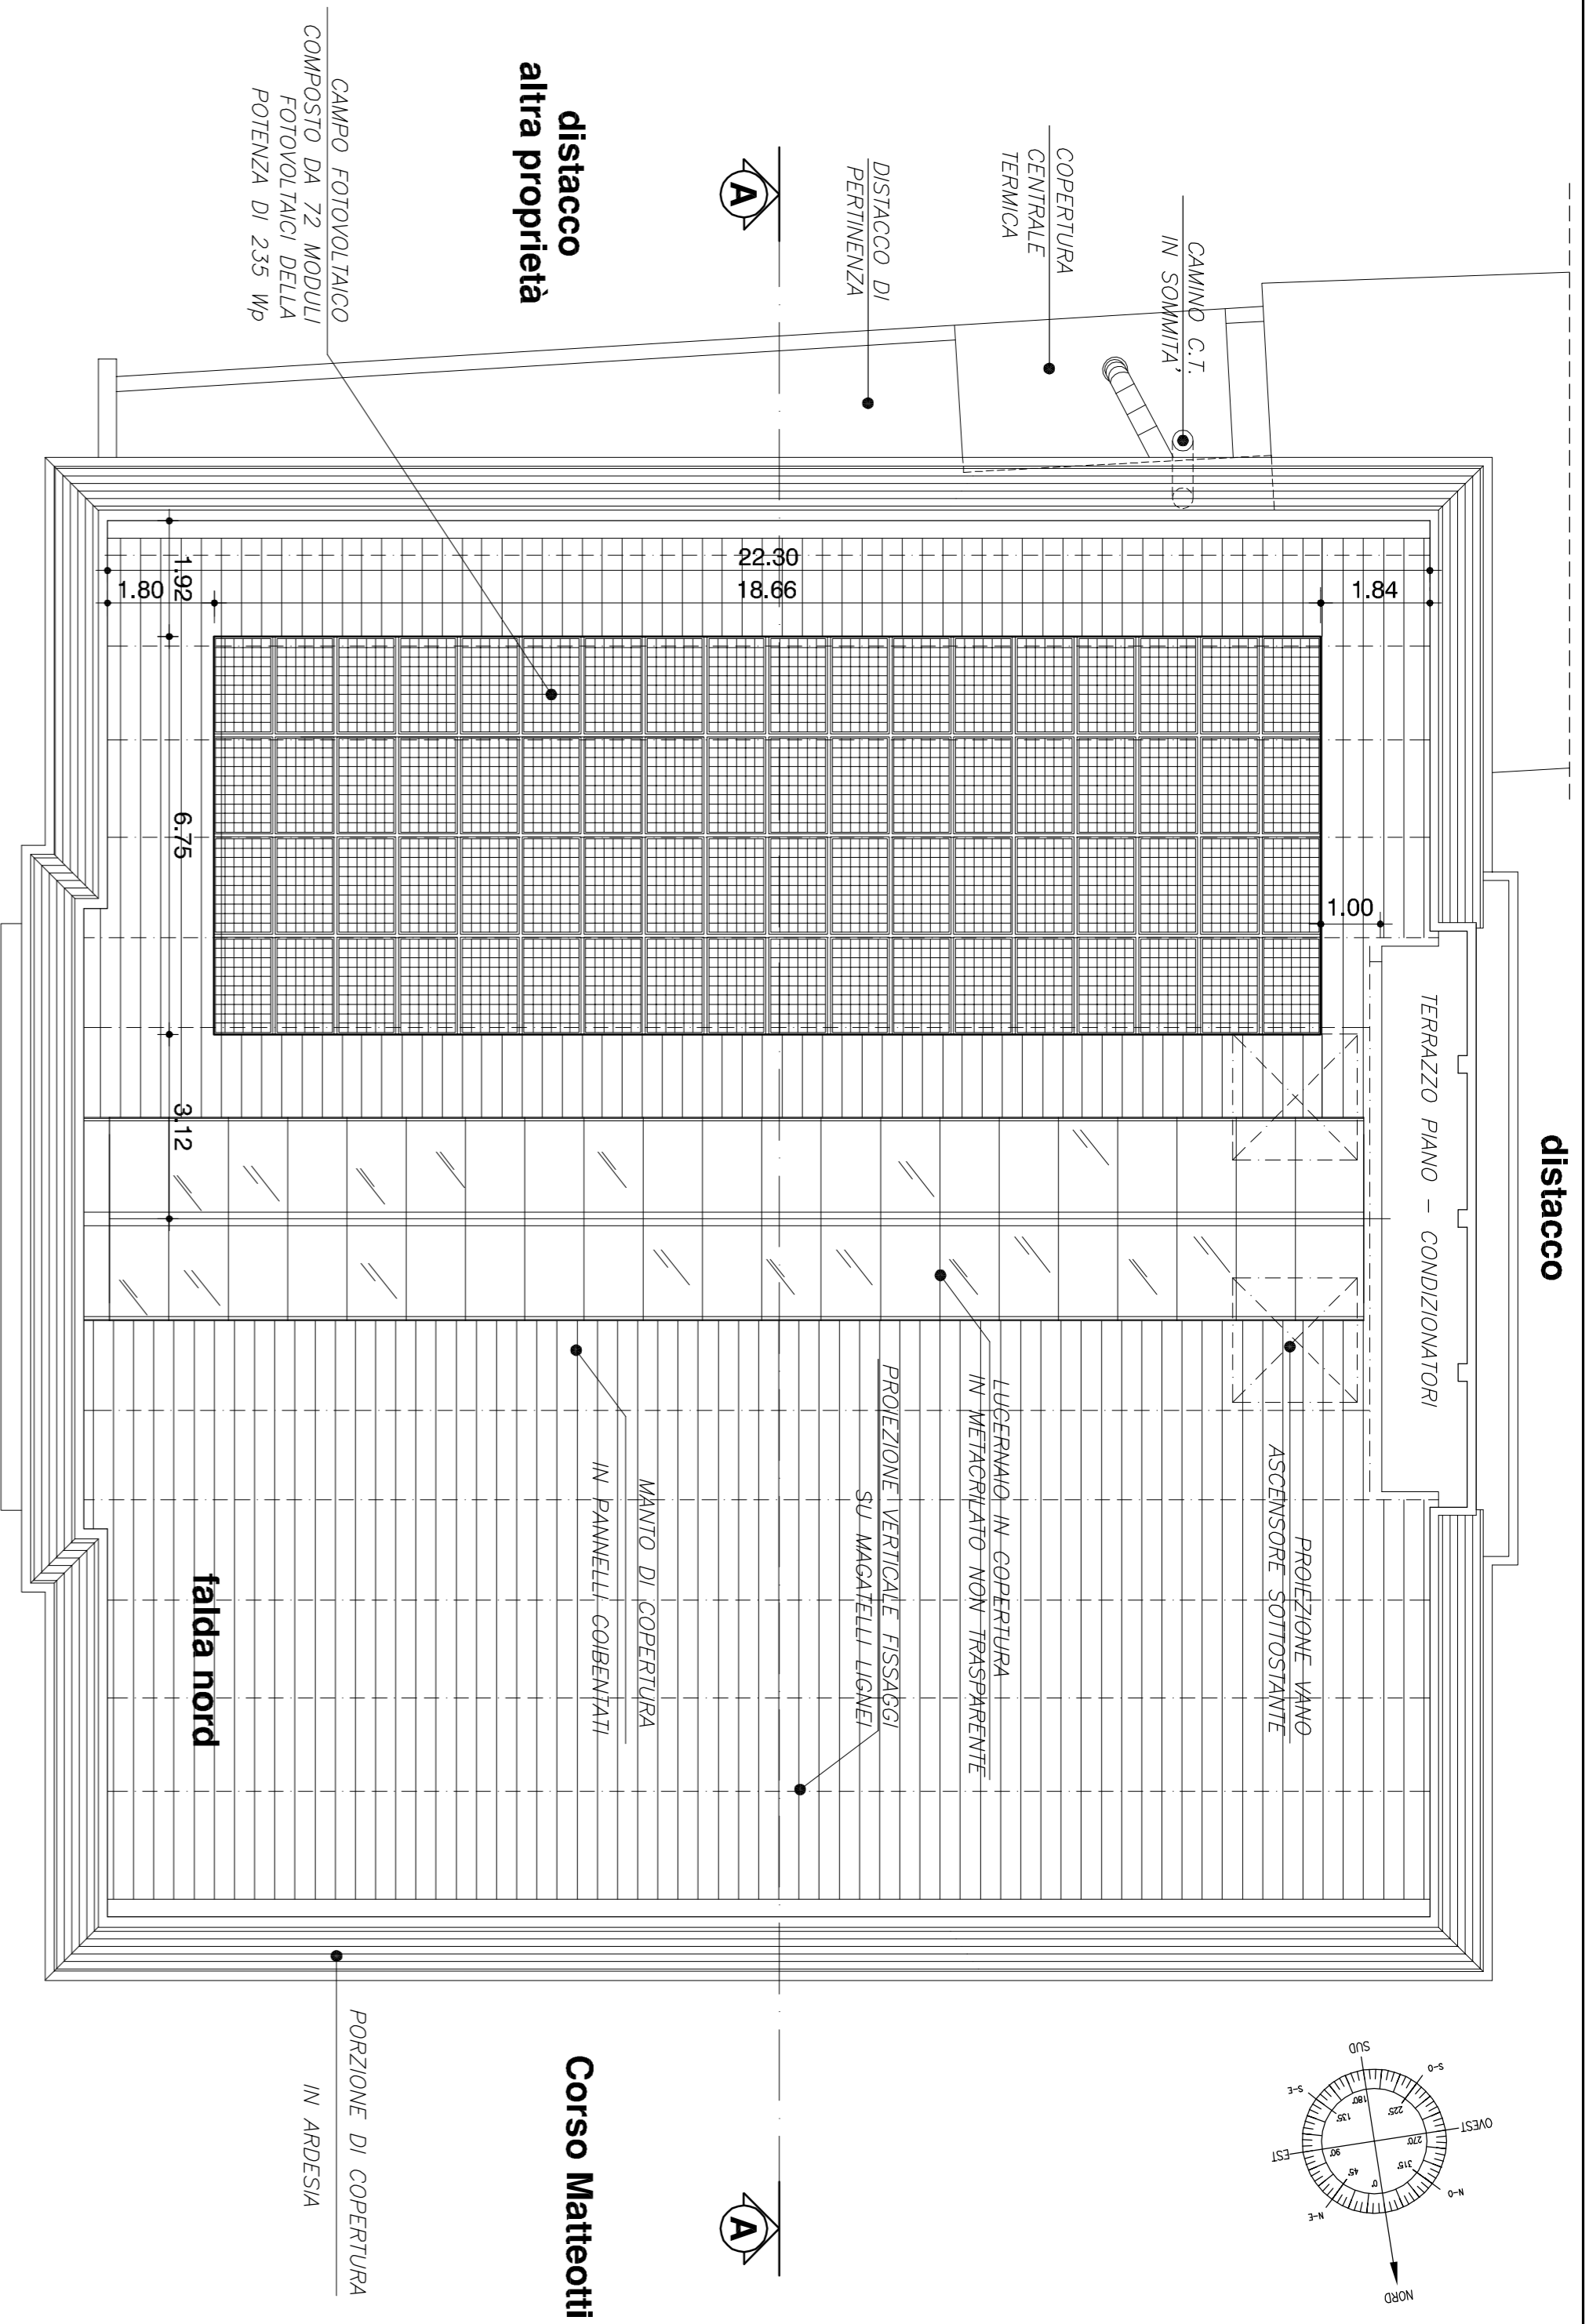 distacco
TERRAZZO PIANO - CONDIZIONATORI
CAMINO C.T.
IN SOMMITA'
COPERTURA
CENTRALE
TERMICA
DISTACCO DI
PERTINENZA
A
distacco
altra proprietà
CAMPO FOTOVOLTAICO
COMPOSTO DA 72 MODULI
FOTOVOLTAICI DELLA
POTENZA DI 235 Wp
22.30
1.80
18.66
1.84
1.00
1.92
6.75
3.12
PROIEZIONE VANO
ASCENSORE SOTTOSTANTE
LUCERNAIO IN COPERTURA
IN METACRILATO NON TRASPARENTE
PROIEZIONE VERTICALE FISSAGGI
SU MAGATELLI LIGNEI
MANTO DI COPERTURA
IN PANNELLI COIBENTATI
falda nord
PORZIONE DI COPERTURA
IN ARDESIA
Corso Matteotti
A
NORD
N-E
EST
S-E
SUD
S-O
OVEST
N-O
0°
45°
90°
135°
180°
225°
270°
315°